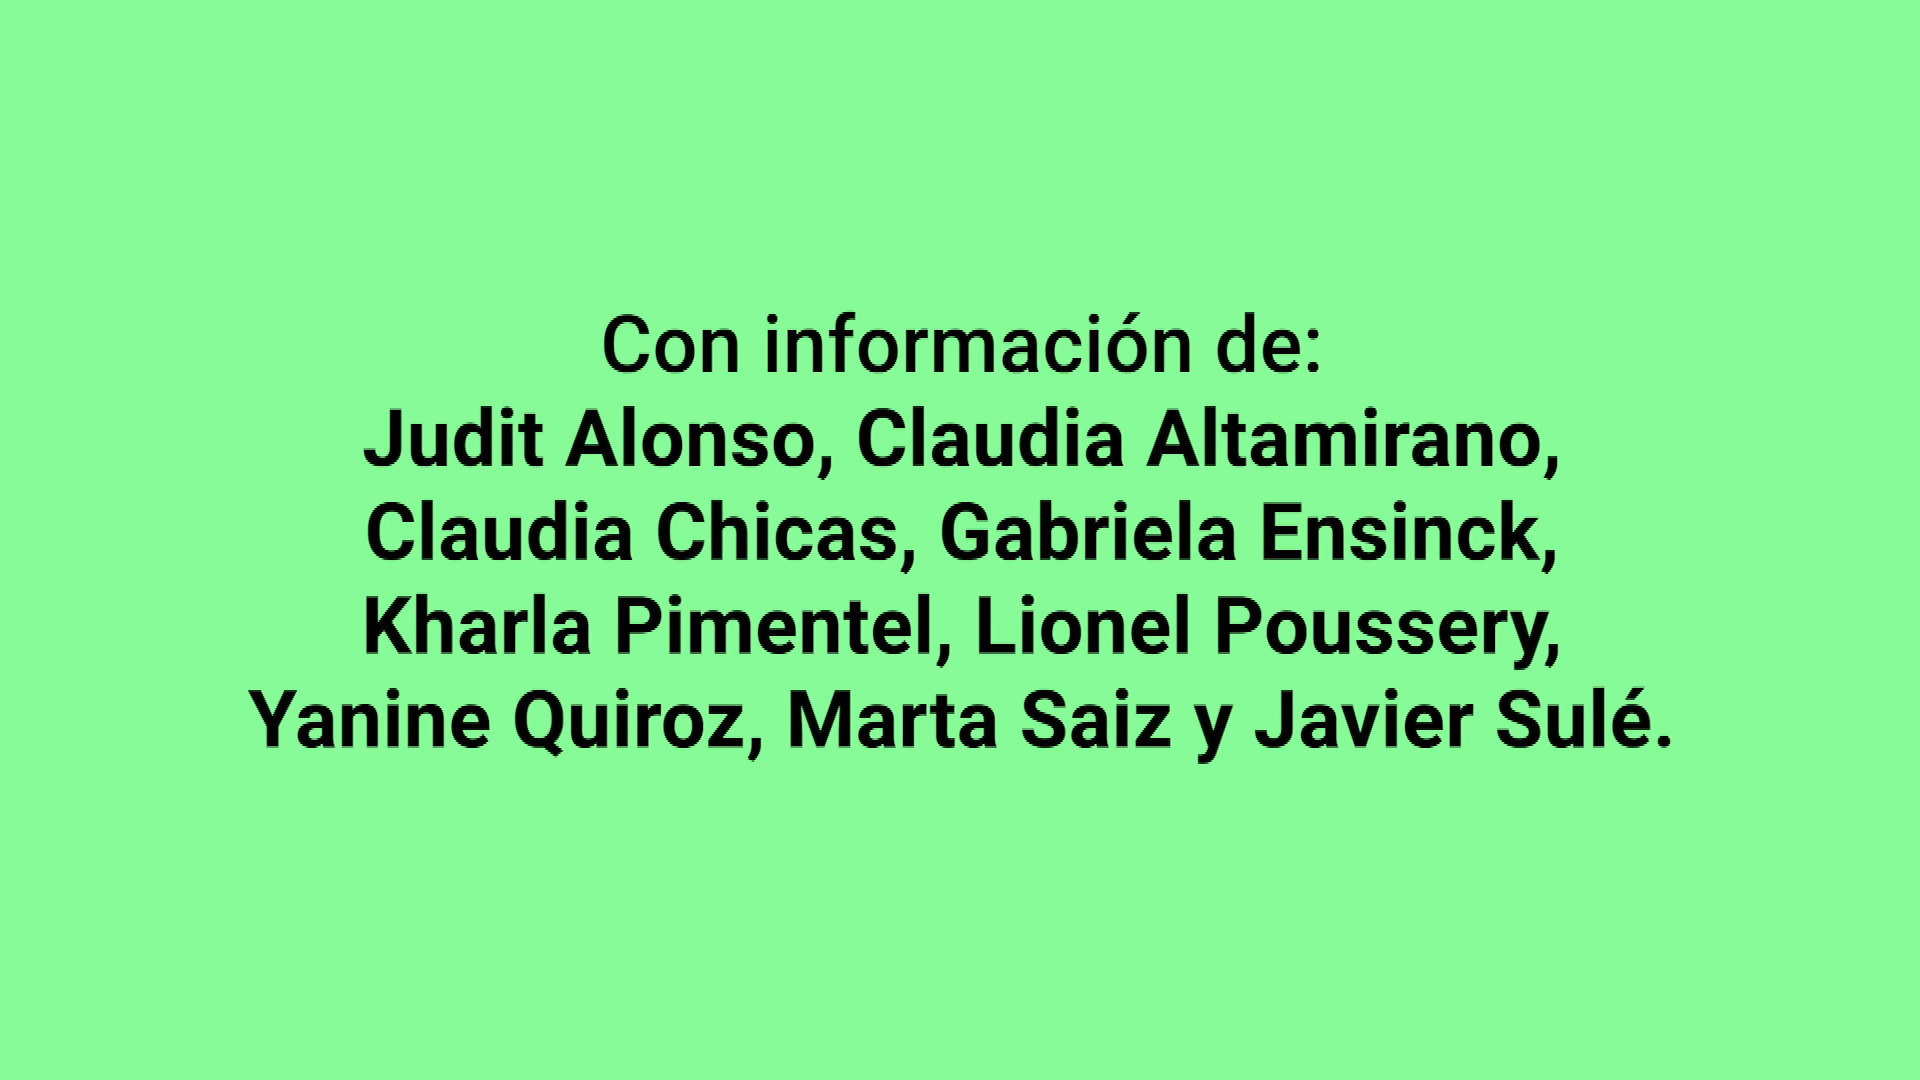 Con información de:
Judit Alonso, Claudia Altamirano,
Claudia Chicas, Gabriela Ensinck,
Kharla Pimentel, Lionel Poussery,
Yanine Quiroz, Marta Saiz y Javier Sulé.